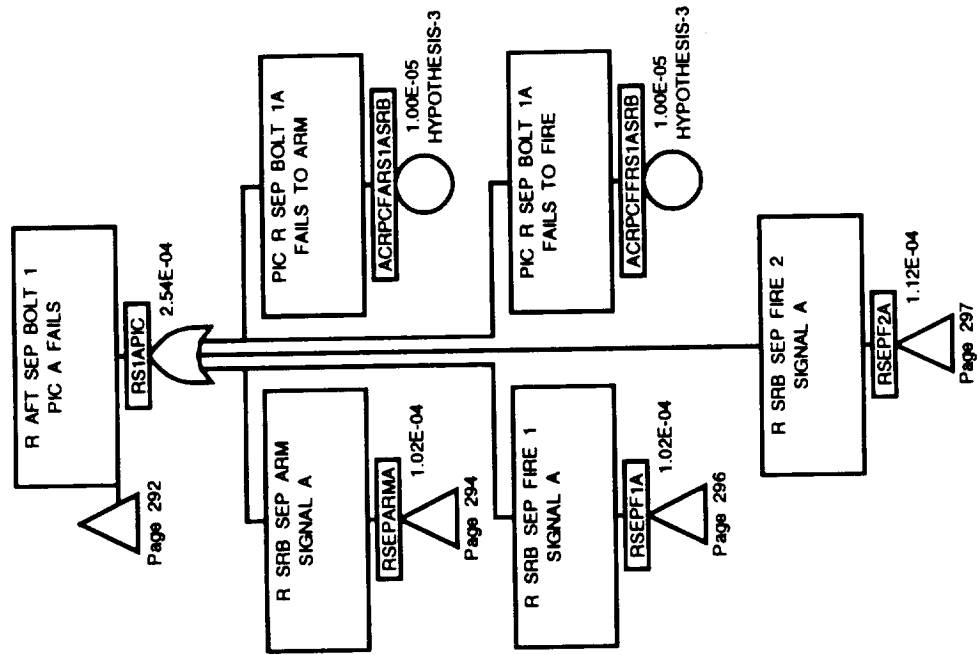 R AFT SEP BOLT 1
PIC A FAILS
RS1APIC
2.54E-04
Page 292
R SRB SEP ARM
SIGNAL A
RSEPARMA
1.02E-04
Page 294
PIC R SEP BOLT 1A
FAILS TO ARM
ACRPCFARS1ASRB
1.00E-05
HYPOTHESIS-3
R SRB SEP FIRE 1
SIGNAL A
RSEPF1A
1.02E-04
Page 296
PIC R SEP BOLT 1A
FAILS TO FIRE
ACRPCFFRS1ASRB
1.00E-05
HYPOTHESIS-3
R SRB SEP FIRE 2
SIGNAL A
RSEPF2A
1.12E-04
Page 297